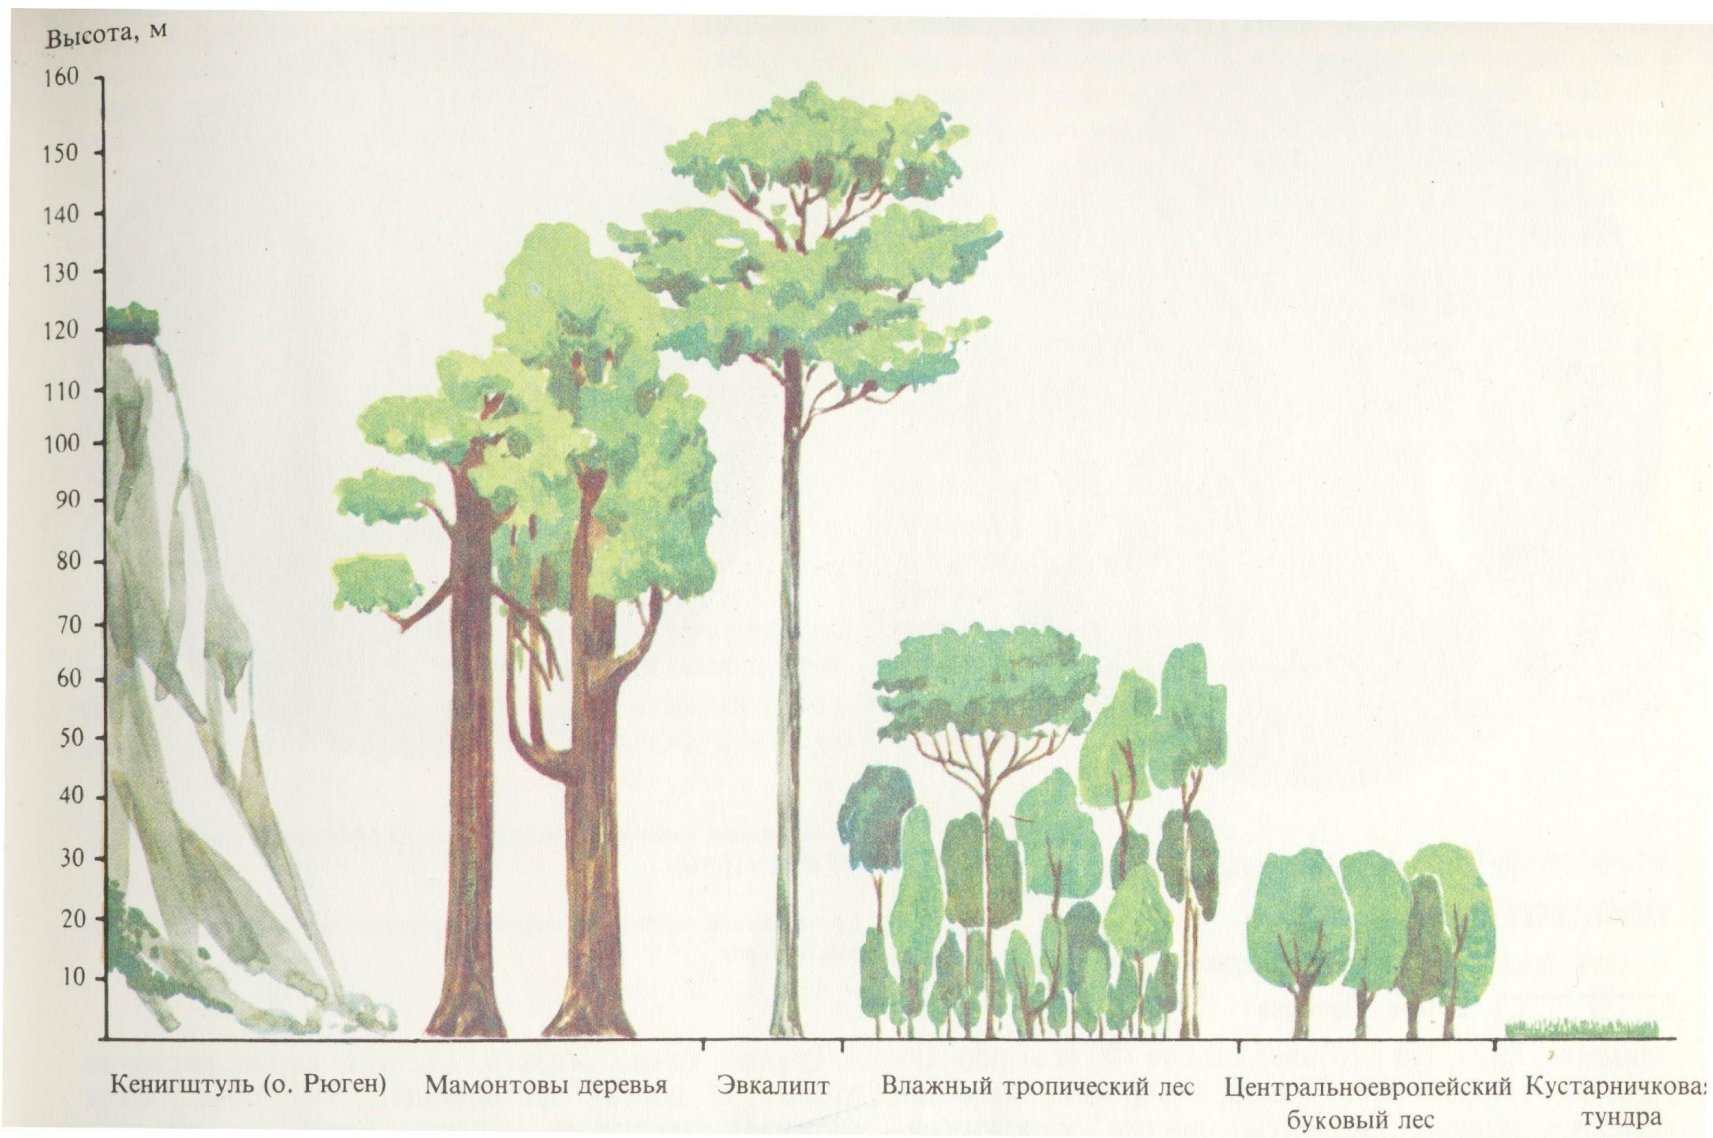 Высота, м
160
150
140
130
120
110
100
90
80
70
60
50
40
30
20
10
Кенигштуль (о. Рюген)
Мамонтовы деревья
Эвкалипт
Влажный тропический лес
Центральноевропейский
буковый лес
Кустарничковая
тундра